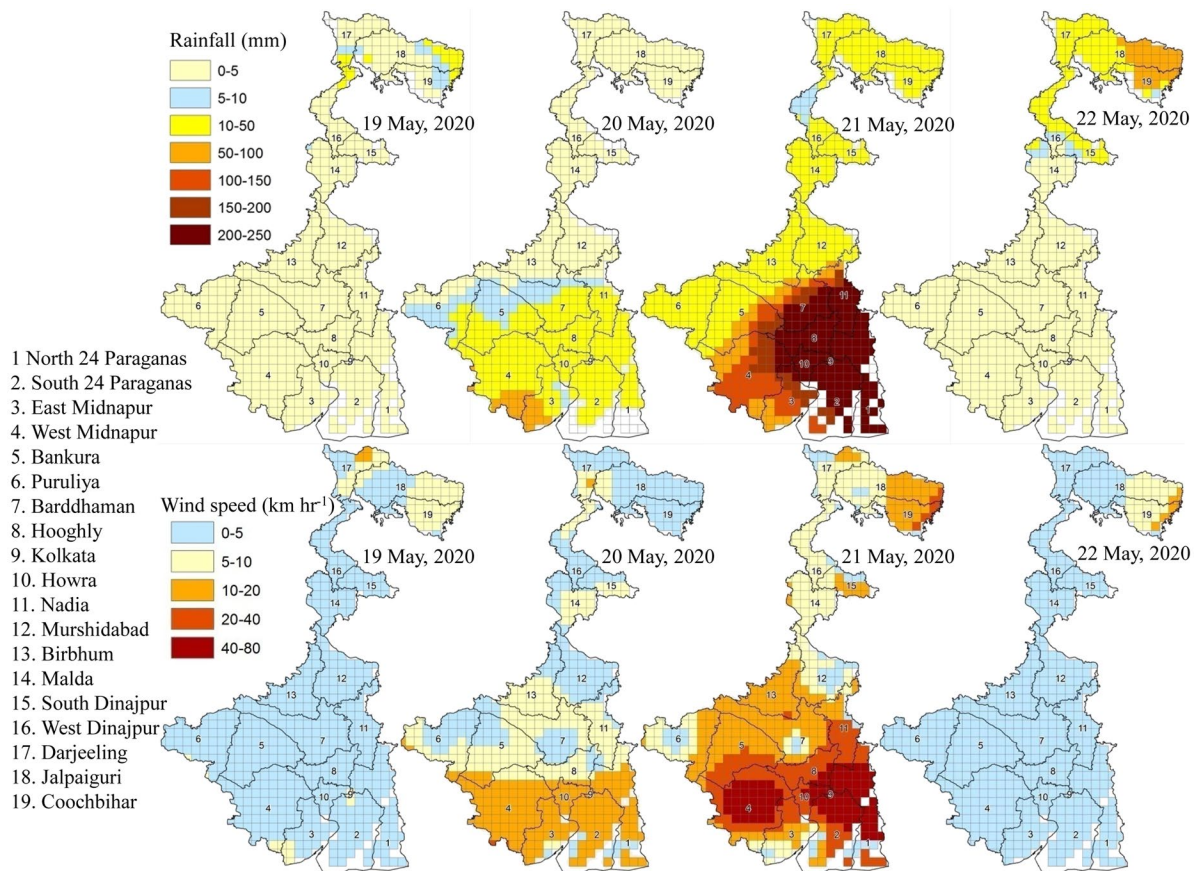 Rainfall (mm)
0-5
5-10
10-50
50-100
100-150
150-200
200-250
19 May, 2020
20 May, 2020
21 May, 2020
22 May, 2020
1 North 24 Paraganas
2. South 24 Paraganas
3. East Midnapur
4. West Midnapur
5. Bankura
6. Puruliya
7. Barddhaman
8. Hooghly
9. Kolkata
10. Howra
11. Nadia
12. Murshidabad
13. Birbhum
14. Malda
15. South Dinajpur
16. West Dinajpur
17. Darjeeling
18. Jalpaiguri
19. Coochbihar
Wind speed (km hr⁻¹)
0-5
5-10
10-20
20-40
40-80
19 May, 2020
20 May, 2020
21 May, 2020
22 May, 2020